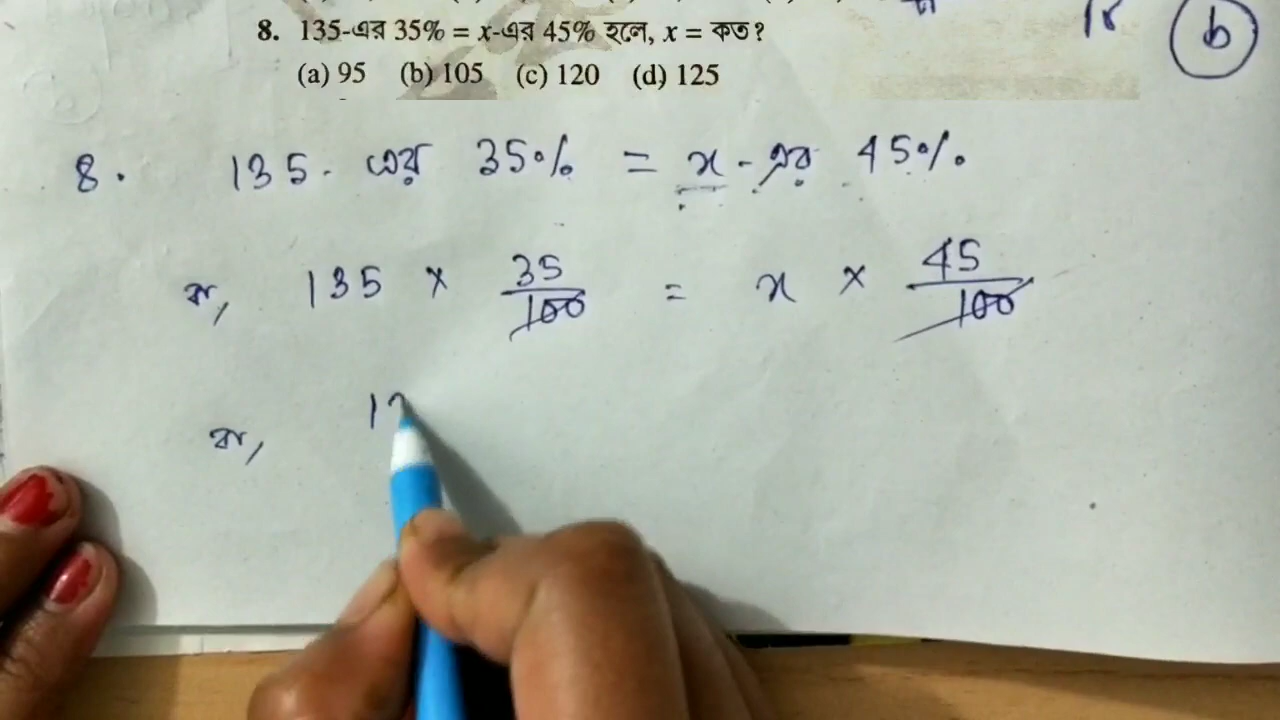 8. 135-এর 35% = x-এর 45% হলে, x = কত?
(a) 95 (b) 105 (c) 120 (d) 125
b
8. 135. এর 35% = x - এর 45%.
বা, 135 × 35/100 = x × 45/100
বা, 13